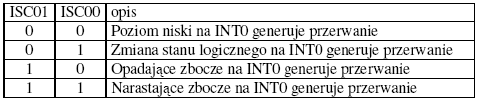 ISC01 ISC00 opis
0 0 Poziom niski na INT0 generuje przerwanie
0 1 Zmiana stanu logicznego na INT0 generuje przerwanie
1 0 Opadające zbocze na INT0 generuje przerwanie
1 1 Narastające zbocze na INT0 generuje przerwanie